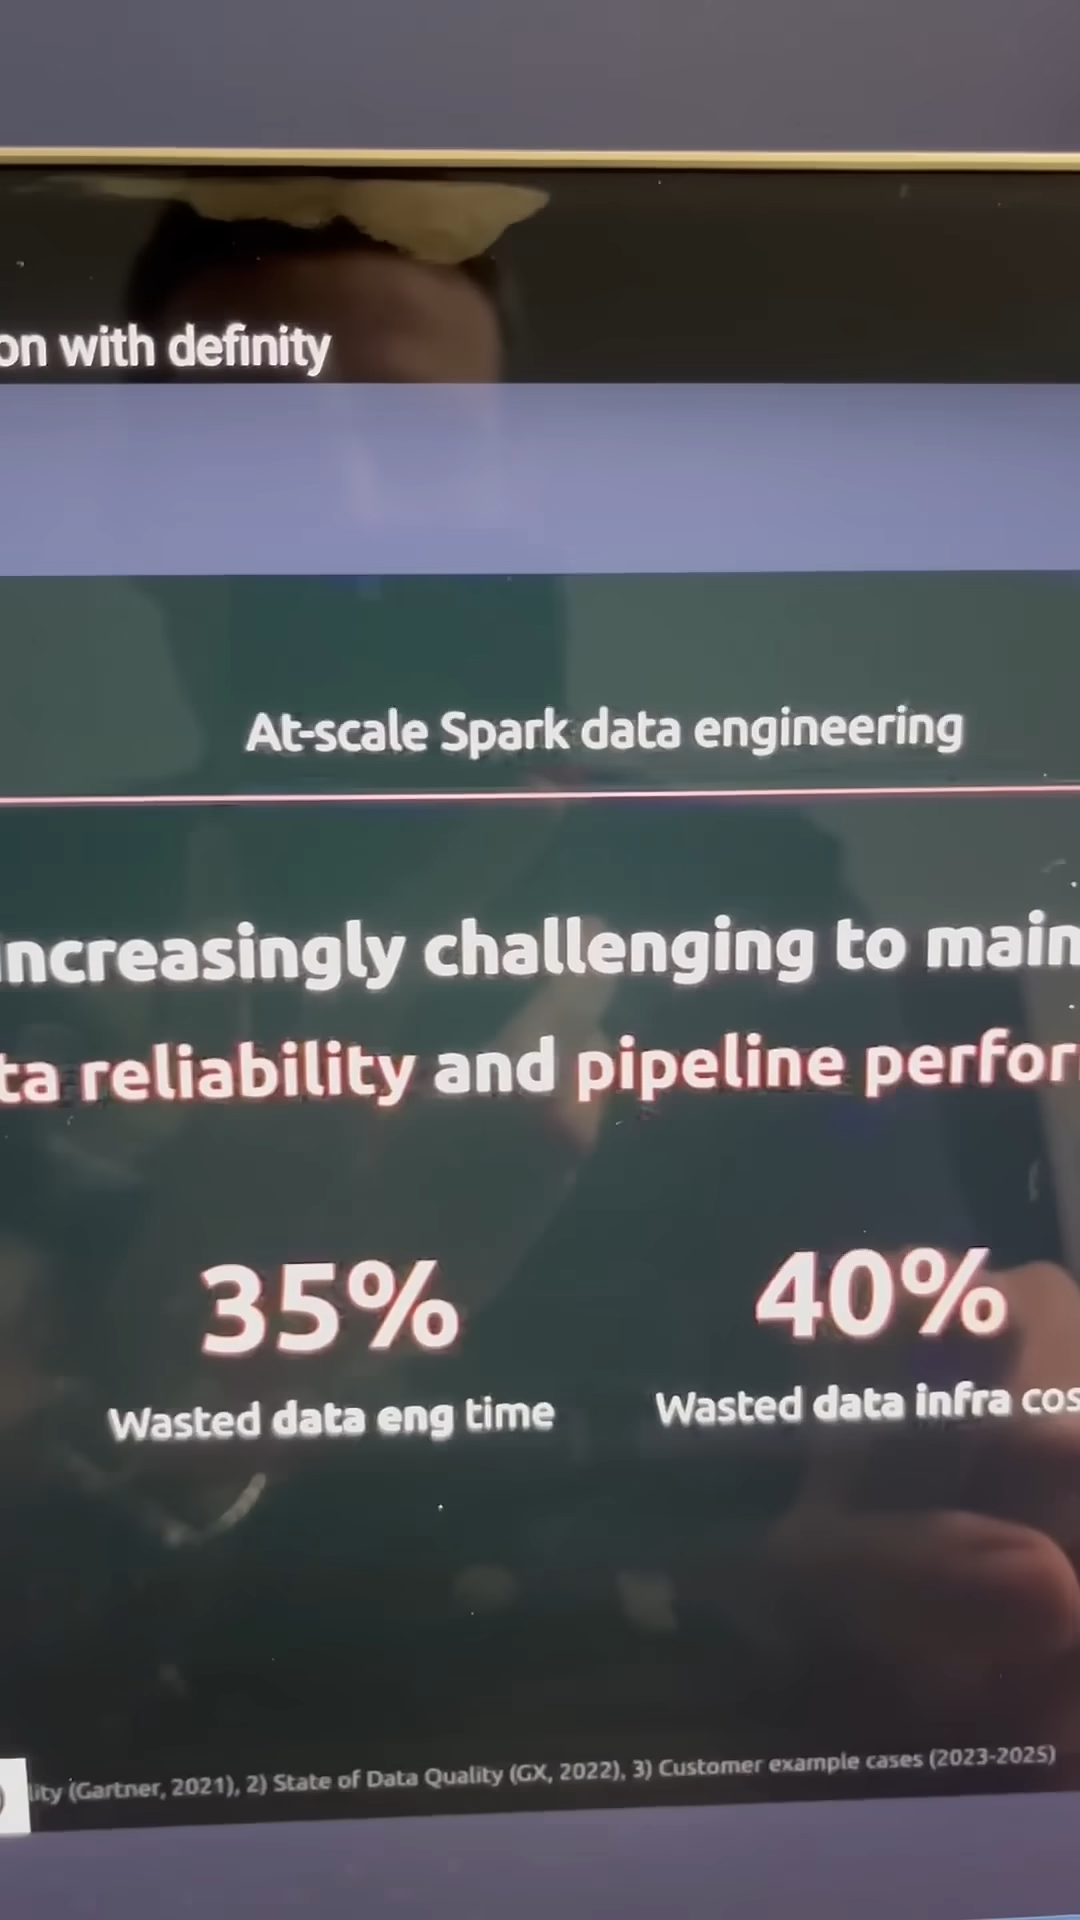 on with definity
At-scale Spark data engineering
increasingly challenging to main
ta reliability and pipeline perfor
35%
40%
Wasted data eng time
Wasted data infra cos
lity (Gartner, 2021), 2) State of Data Quality (GX, 2022), 3) Customer example cases (2023-2025)